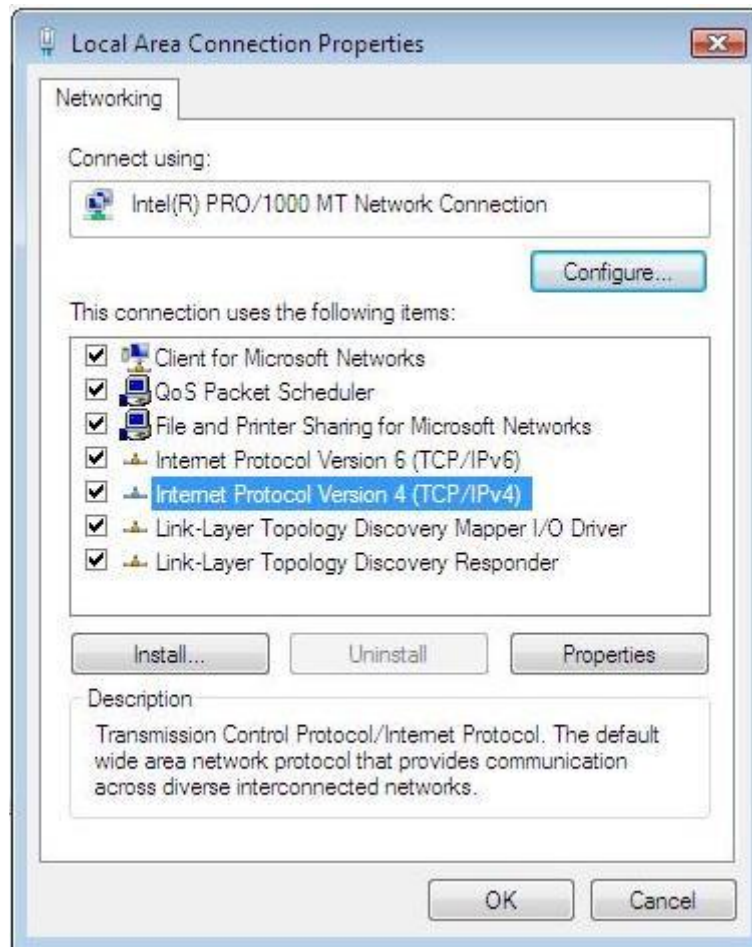 Local Area Connection Properties
Networking
Connect using:
Intel(R) PRO/1000 MT Network Connection
Configure...
This connection uses the following items:
Client for Microsoft Networks
QoS Packet Scheduler
File and Printer Sharing for Microsoft Networks
Internet Protocol Version 6 (TCP/IPv6)
Internet Protocol Version 4 (TCP/IPv4)
Link-Layer Topology Discovery Mapper I/O Driver
Link-Layer Topology Discovery Responder
Install... Uninstall Properties
Description
Transmission Control Protocol/Internet Protocol. The default
wide area network protocol that provides communication
across diverse interconnected networks.
OK Cancel